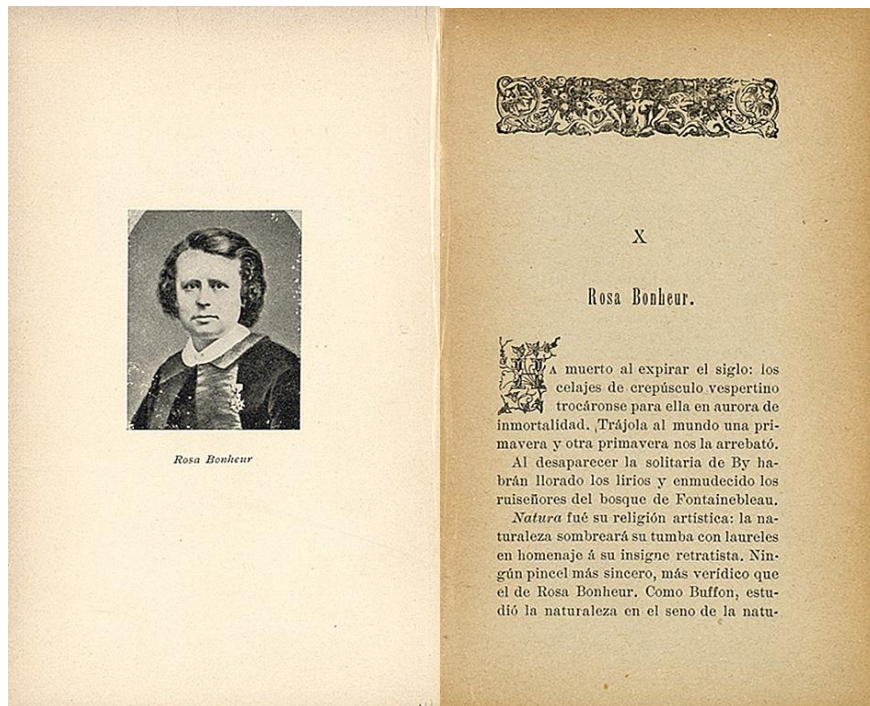 Rosa Bonheur
X
Rosa Bonheur.
HA muerto al expirar el siglo: los
celajes de crepúsculo vespertino
trocáronse para ella en aurora de
inmortalidad. Trájola al mundo una pri-
mavera y otra primavera nos la arrebató.
Al desaparecer la solitaria de By ha-
brán llorado los lirios y enmudecido los
ruiseñores del bosque de Fontainebleau.
Natura fué su religión artística: la na-
turaleza sombreará su tumba con laureles
en homenaje á su insigne retratista. Nin-
gún pincel más sincero, más verídico que
el de Rosa Bonheur. Como Buffon, estu-
dió la naturaleza en el seno de la natu-